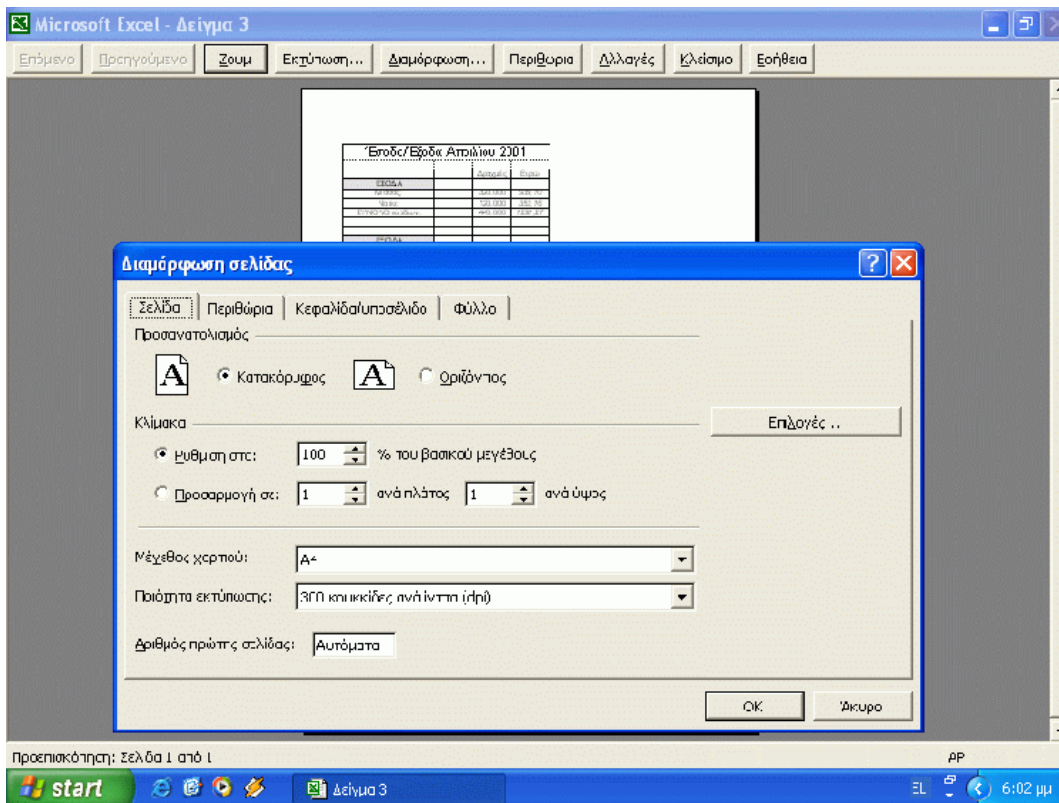 Microsoft Excel - Δείγμα 3
Επόμενο Προηγούμενο Ζουμ Εκτύπωση... Διαμόρφωση... Περιθώρια Αλλαγές Κλείσιμο Βοήθεια
Έσοδα/Έξοδα Απριλίου 2001
Δραχμές Ευρώ
ΕΣΟΔΑ
Διαμόρφωση σελίδας
Σελίδα Περιθώρια Κεφαλίδα/υποσέλιδο Φύλλο
Προσανατολισμός
A Κατακόρυφος A Οριζόντιος
Κλίμακα
Επιλογές ..
Ρύθμιση στο: 100 % του βασικού μεγέθους
Προσαρμογή σε: 1 ανά πλάτος 1 ανά ύψος
Μέγεθος χαρτιού: A4
Ποιότητα εκτύπωσης: 300 κουκκίδες ανά ίντσα (dpi)
Αριθμός πρώτης σελίδας: Αυτόματα
OK Άκυρο
Προεπισκόπηση: Σελίδα 1 από 1
AP
start Δείγμα 3 EL 6:02 μμ